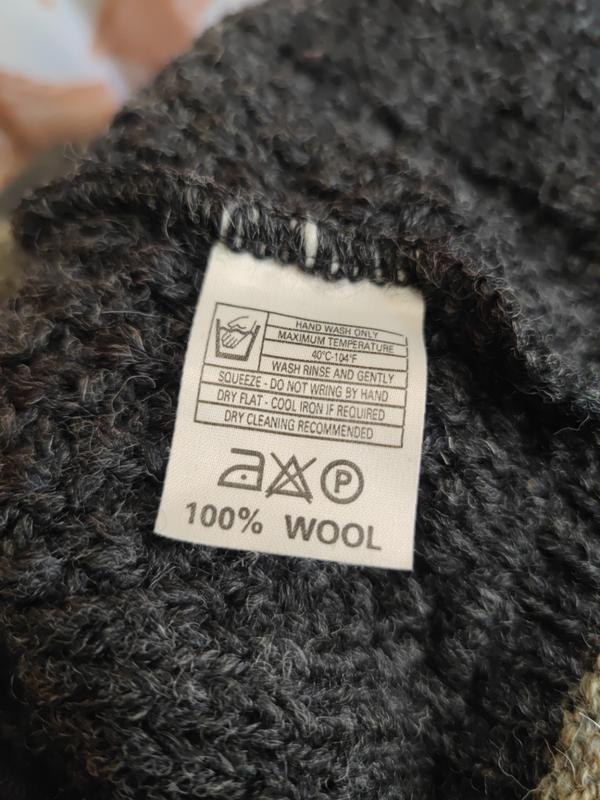 HAND WASH ONLY
MAXIMUM TEMPERATURE
40°C-104°F
WASH RINSE AND GENTLY
SQUEEZE - DO NOT WRING BY HAND
DRY FLAT - COOL IRON IF REQUIRED
DRY CLEANING RECOMMENDED
P
100% WOOL